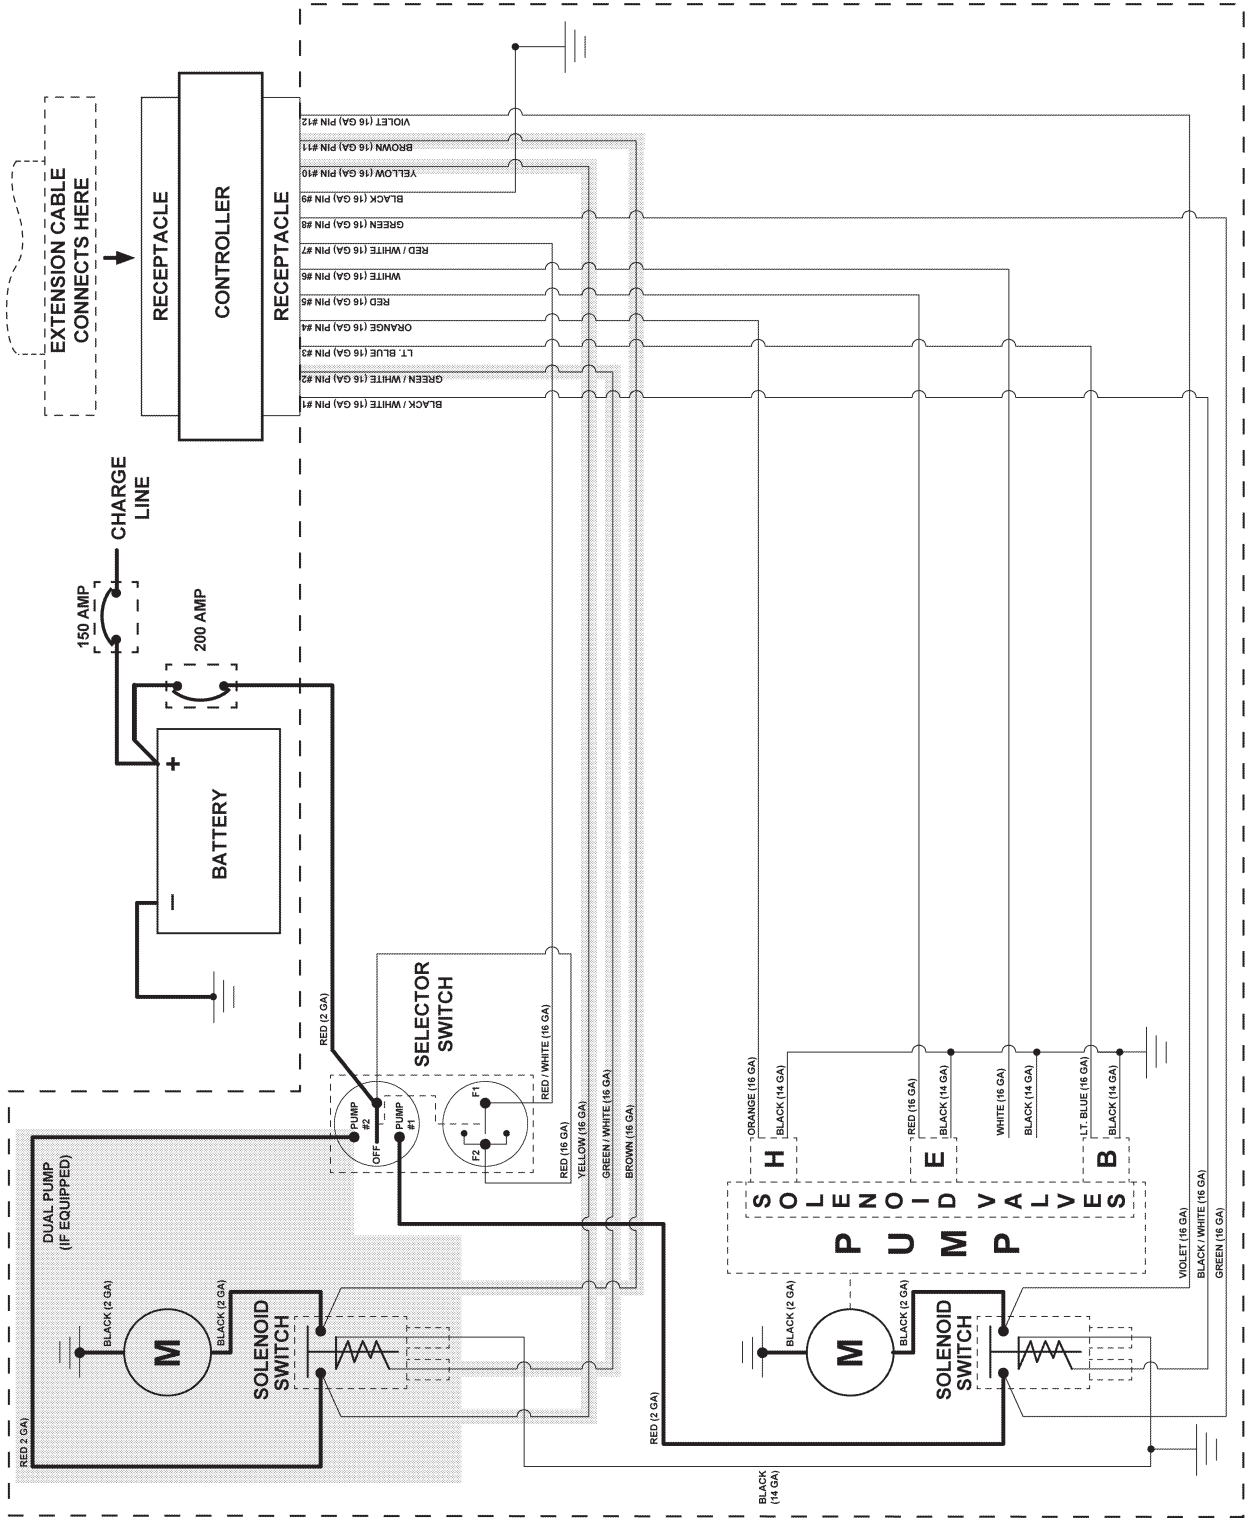 EXTENSION CABLE
CONNECTS HERE
RECEPTACLE
CONTROLLER
RECEPTACLE
VIOLET (16 GA) PIN #12
BROWN (16 GA) PIN #11
YELLOW (16 GA) PIN #10
BLACK (16 GA) PIN #9
GREEN (16 GA) PIN #8
RED / WHITE (16 GA) PIN #7
WHITE (16 GA) PIN #6
RED (16 GA) PIN #5
ORANGE (16 GA) PIN #4
LT. BLUE (16 GA) PIN #3
GREEN / WHITE (16 GA) PIN #2
BLACK / WHITE (16 GA) PIN #1
CHARGE
LINE
150 AMP
200 AMP
+
BATTERY
−
RED (2 GA)
SELECTOR
SWITCH
PUMP
#2
OFF
PUMP
#1
F1
F2
RED / WHITE (16 GA)
RED (16 GA)
YELLOW (16 GA)
GREEN / WHITE (16 GA)
BROWN (16 GA)
DUAL PUMP
(IF EQUIPPED)
BLACK (2 GA)
M
BLACK (2 GA)
SOLENOID
SWITCH
RED 2 GA)
RED (2 GA)
BLACK
(14 GA)
ORANGE (16 GA)
BLACK (14 GA)
RED (16 GA)
BLACK (14 GA)
WHITE (16 GA)
BLACK (14 GA)
LT. BLUE (16 GA)
BLACK (14 GA)
H
E
B
SOLENOID VALVES
PUMP
BLACK (2 GA)
M
BLACK (2 GA)
SOLENOID
SWITCH
VIOLET (16 GA)
BLACK / WHITE (16 GA)
GREEN (16 GA)